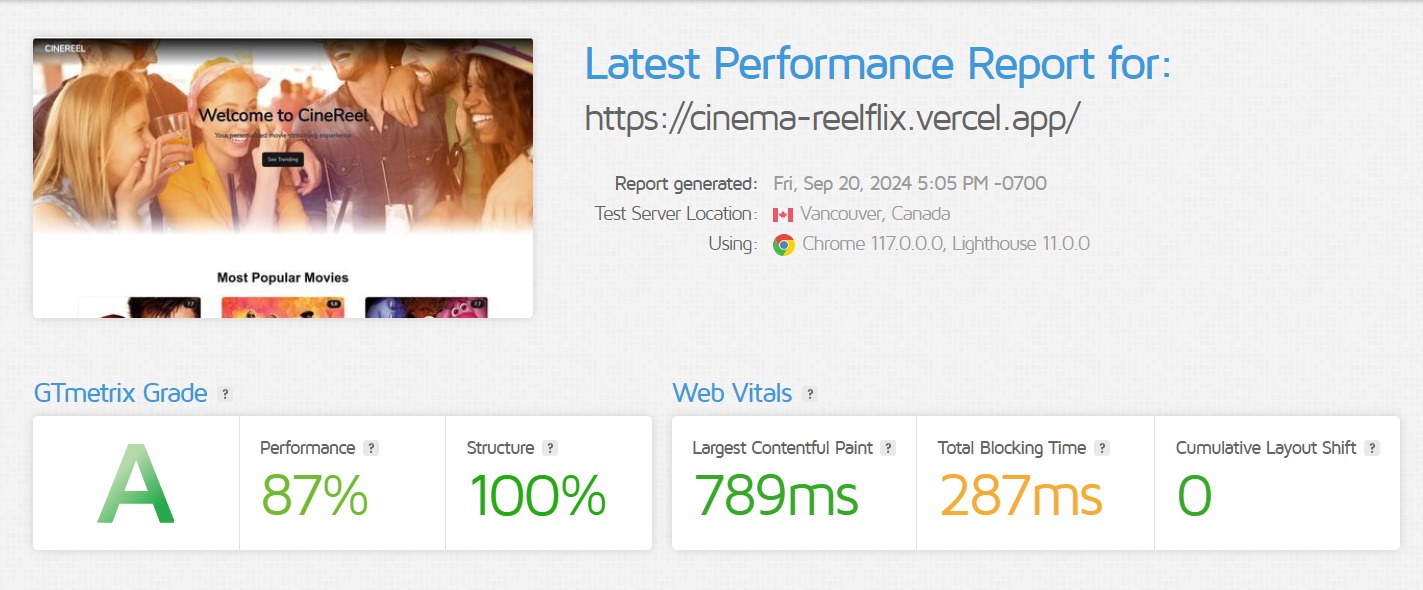 CINEREEL
Welcome to CineReel
Your personalized movie streaming experience
See Trending
Most Popular Movies
7.7
5.8
7.7
Latest Performance Report for:
https://cinema-reelflix.vercel.app/
Report generated: Fri, Sep 20, 2024 5:05 PM -0700
Test Server Location: Vancouver, Canada
Using: Chrome 117.0.0.0, Lighthouse 11.0.0
GTmetrix Grade ?
A
Performance ?
87%
Structure ?
100%
Web Vitals ?
Largest Contentful Paint ?
789ms
Total Blocking Time ?
287ms
Cumulative Layout Shift ?
0